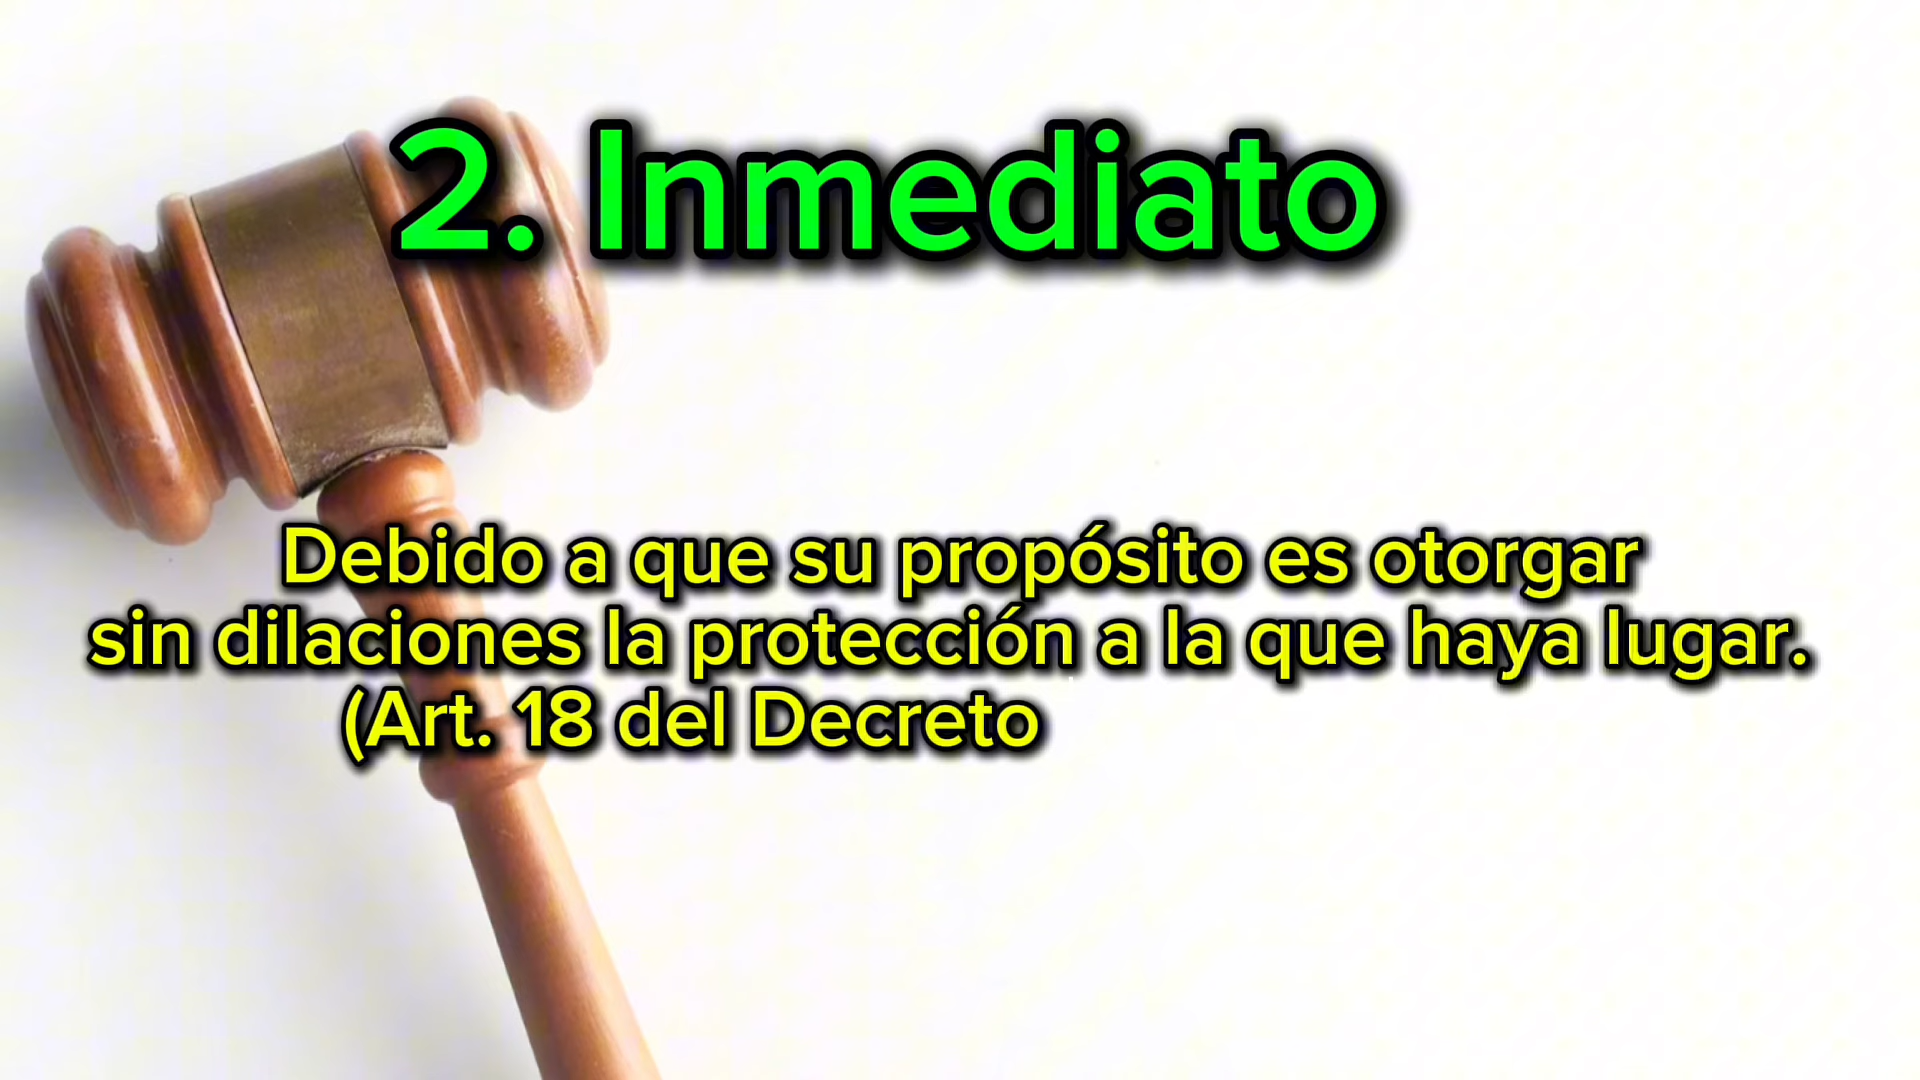 2. Inmediato
Debido a que su propósito es otorgar
sin dilaciones la protección a la que haya lugar.
(Art. 18 del Decreto